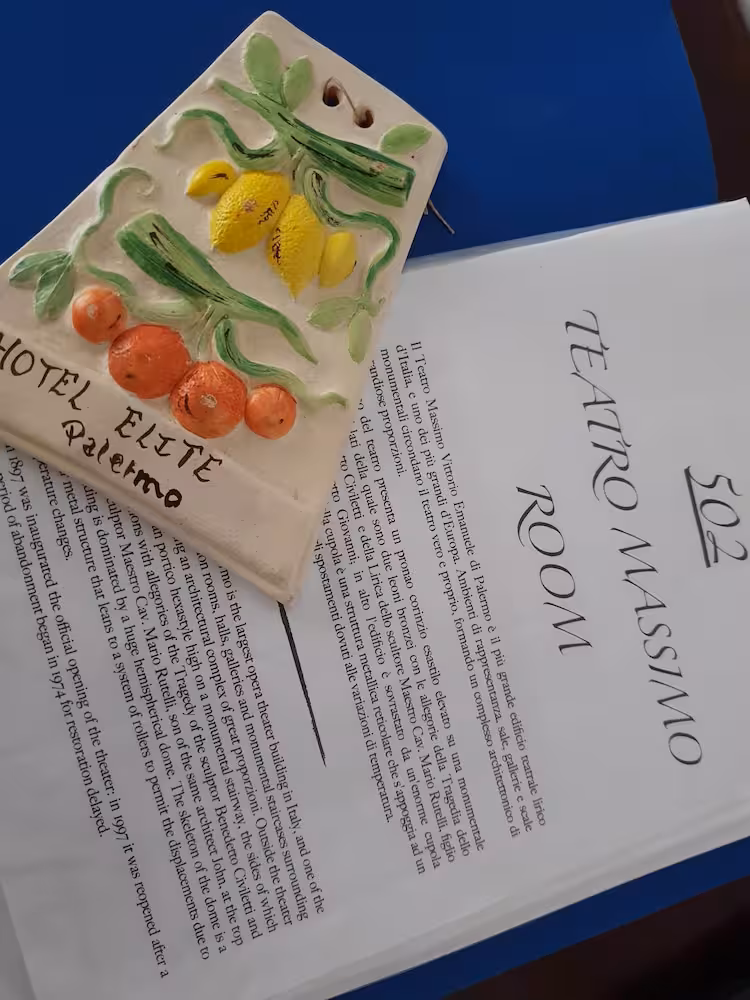 HOTEL ELITE
Palermo
502
TEATRO MASSIMO
ROOM
Il Teatro Massimo Vittorio Emanuele di Palermo è il più grande edificio teatrale lirico
d'Italia, e uno dei più grandi d'Europa. Ambienti di rappresentanza, sale, gallerie e scale
monumentali circondano il teatro vero e proprio, formando un complesso architettonico di
andiose proporzioni.
del teatro presenta un pronao corinzio esastilo elevato su una monumentale
lati della quale sono due leoni bronzei con le allegorie della Tragedia dello
Civiletti e della Lirica dello scultore Maestro Cav. Mario Rutelli, figlio
Giovanni; in alto l'edificio è sovrastato da un'enorme cupola
la cupola è una struttura metallica reticolare che s'appoggia ad un
spostamenti dovuti alle variazioni di temperatura.
is the largest opera theater building in Italy, and one of the
on rooms, halls, galleries and monumental staircases surrounding
an architectural complex of great proportions. Outside the theater
portico hexastyle high on a monumental stairway, the sides of which
with allegories of the Tragedy of the sculptor Benedetto Civiletti and
Maestro Cav. Mario Rutelli, son of the same architect John, at the top
is dominated by a huge hemispherical dome. The skeleton of the dome is a
metal structure that leans to a system of rollers to permit the displacements due to
erature changes.
1897 was inaugurated the official opening of the theater: in 1997 it was reopened after a
period of abandonment began in 1974 for restoration delayed.